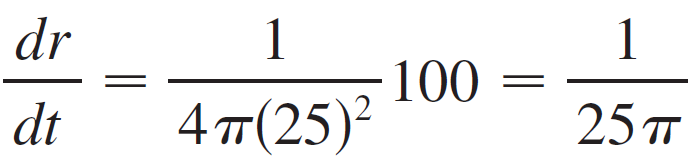 dr/dt = 1/4π(25)² 100 = 1/25π